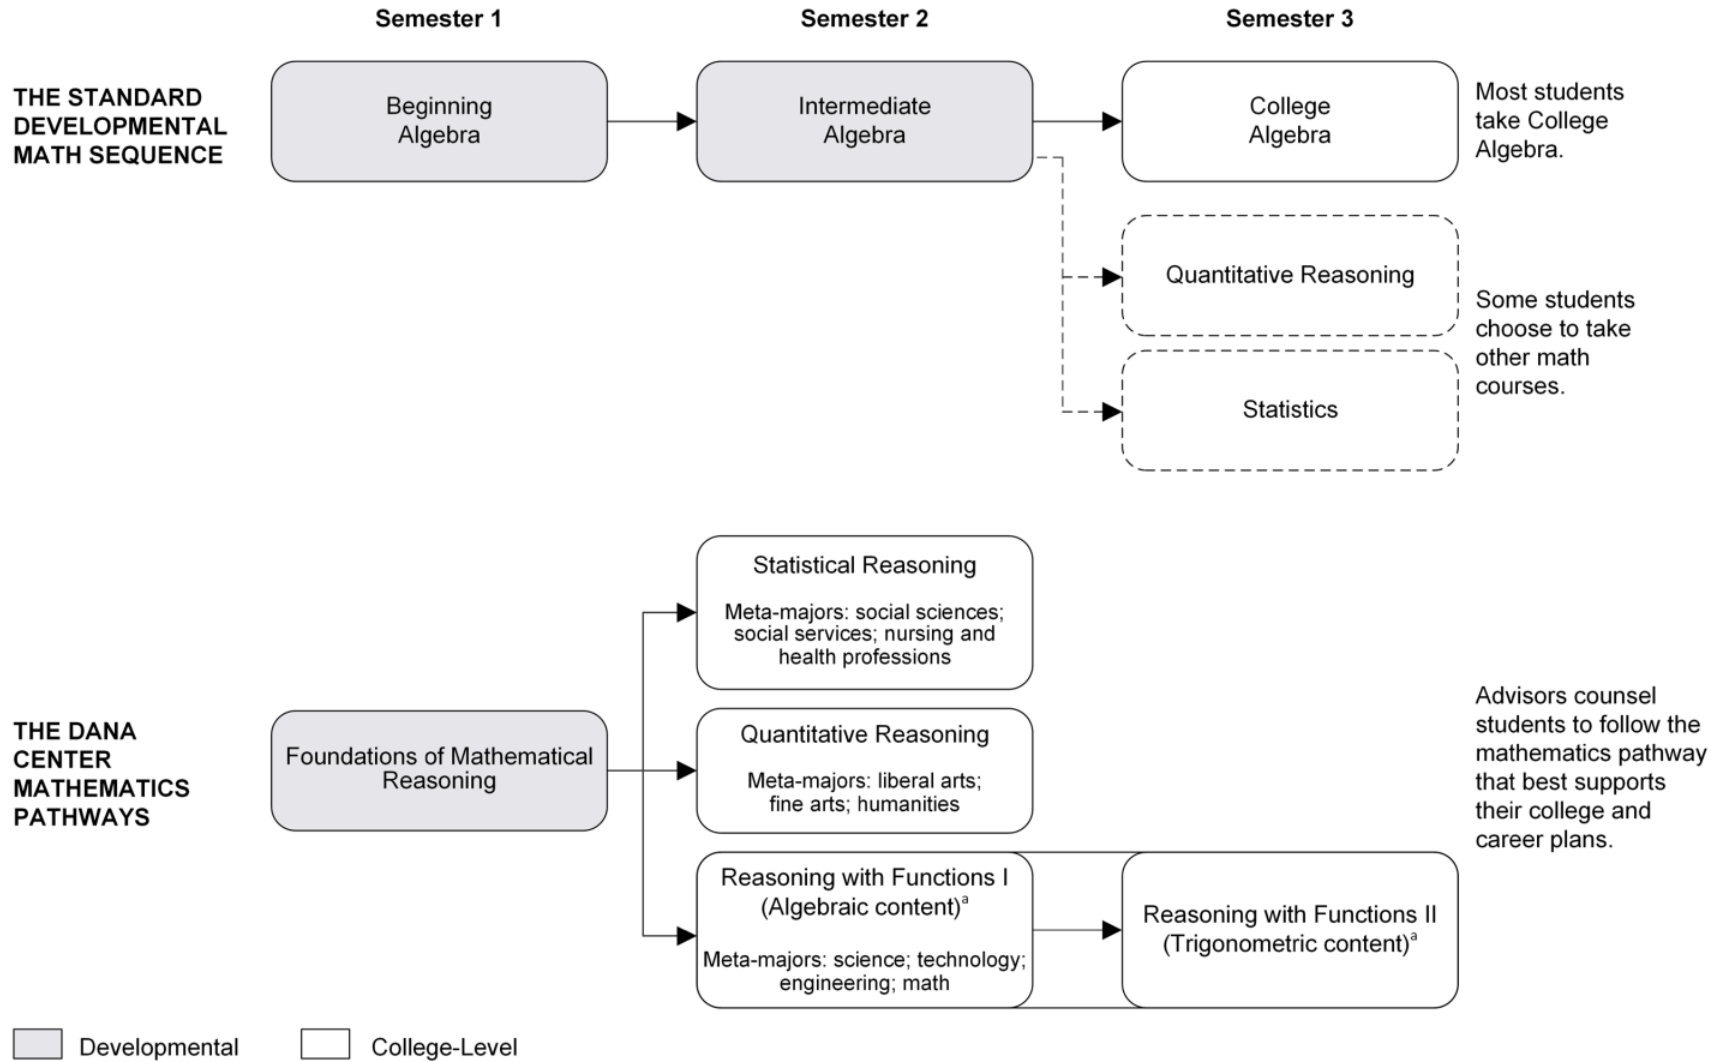 Semester 1
Semester 2
Semester 3
THE STANDARD
DEVELOPMENTAL
MATH SEQUENCE
Beginning
Algebra
Intermediate
Algebra
College
Algebra
Most students
take College
Algebra.
Quantitative Reasoning
Statistics
Some students
choose to take
other math
courses.
THE DANA
CENTER
MATHEMATICS
PATHWAYS
Foundations of Mathematical
Reasoning
Statistical Reasoning
Meta-majors: social sciences;
social services; nursing and
health professions
Quantitative Reasoning
Meta-majors: liberal arts;
fine arts; humanities
Reasoning with Functions I
(Algebraic content)ᵃ
Meta-majors: science; technology;
engineering; math
Reasoning with Functions II
(Trigonometric content)ᵃ
Advisors counsel
students to follow the
mathematics pathway
that best supports
their college and
career plans.
Developmental
College-Level